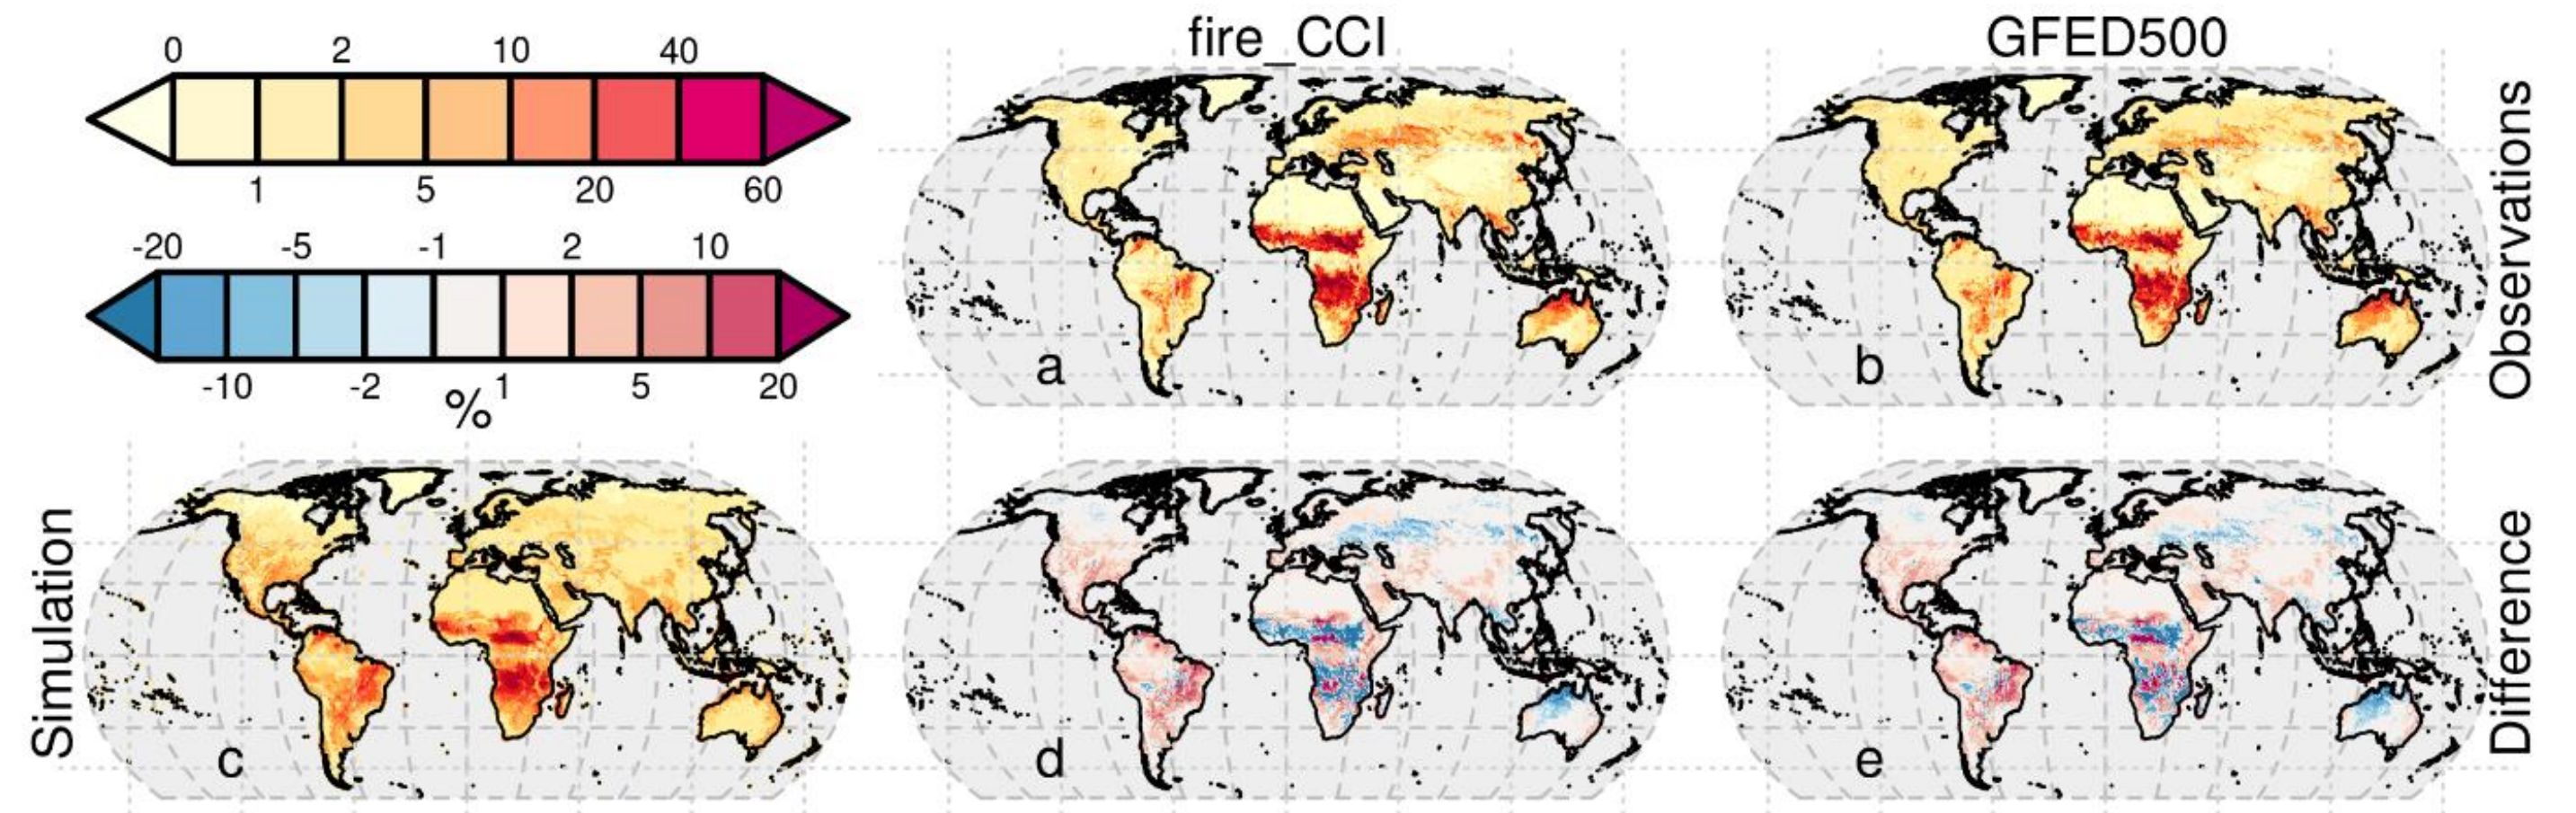 fire_CCI
GFED500
0 2 10 40
1 5 20 60
-20 -5 -1 2 10
-10 -2 1 5 20
%
a
b
Observations
Simulation
c
d
e
Difference